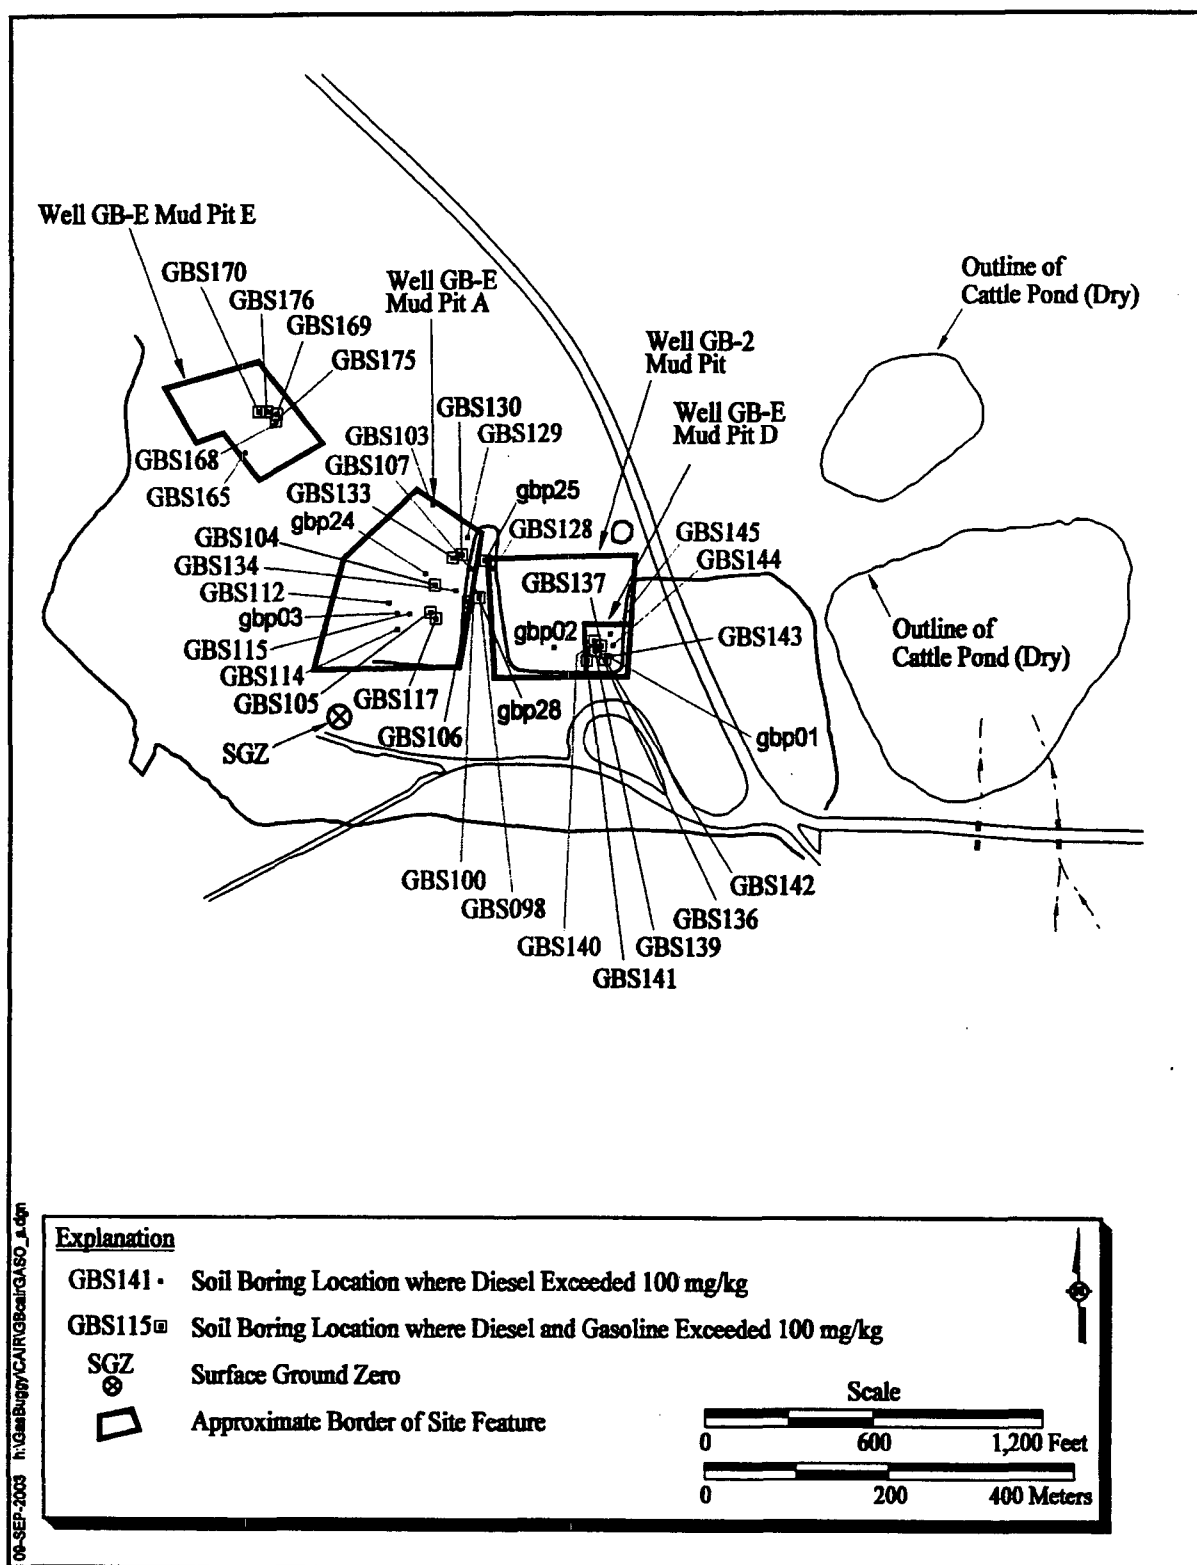 Well GB-E Mud Pit E
GBS170
GBS176
GBS169
GBS175
Well GB-E
Mud Pit A
Outline of
Cattle Pond (Dry)
Well GB-2
Mud Pit
Well GB-E
Mud Pit D
GBS130
GBS129
GBS103
GBS107
GBS168
GBS165
GBS133
gbp25
gbp24
GBS128
GBS145
GBS144
GBS104
GBS134
GBS137
GBS112
gbp03
gbp02
GBS143
Outline of
Cattle Pond (Dry)
GBS115
GBS114
GBS105
GBS117
gbp28
GBS106
gbp01
SGZ
GBS100
GBS142
GBS098
GBS136
GBS140
GBS139
GBS141
Explanation
GBS141 Soil Boring Location where Diesel Exceeded 100 mg/kg
GBS115 Soil Boring Location where Diesel and Gasoline Exceeded 100 mg/kg
SGZ
Surface Ground Zero
Approximate Border of Site Feature
Scale
0 600 1,200 Feet
0 200 400 Meters
09-SEP-2003